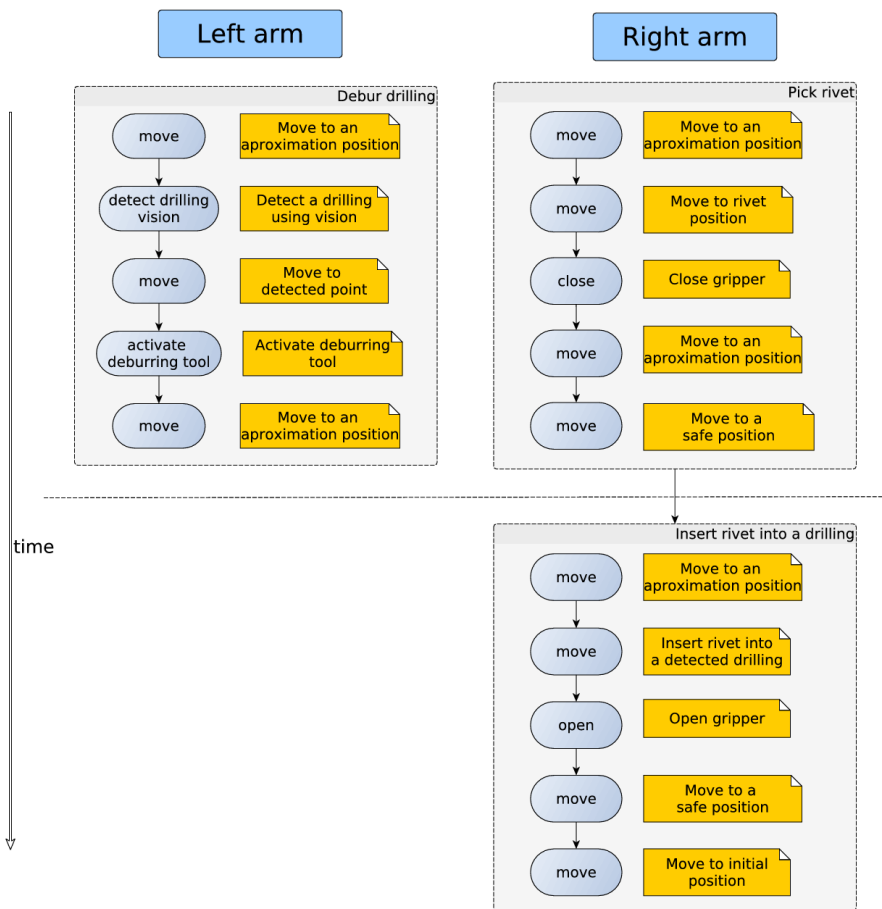 Left arm
Right arm
Debur drilling
move
Move to an
aproximation position
detect drilling
vision
Detect a drilling
using vision
move
Move to
detected point
activate
deburring tool
Activate deburring
tool
move
Move to an
aproximation position
Pick rivet
move
Move to an
aproximation position
move
Move to rivet
position
close
Close gripper
move
Move to an
aproximation position
move
Move to a
safe position
time
Insert rivet into a drilling
move
Move to an
aproximation position
move
Insert rivet into
a detected drilling
open
Open gripper
move
Move to a
safe position
move
Move to initial
position